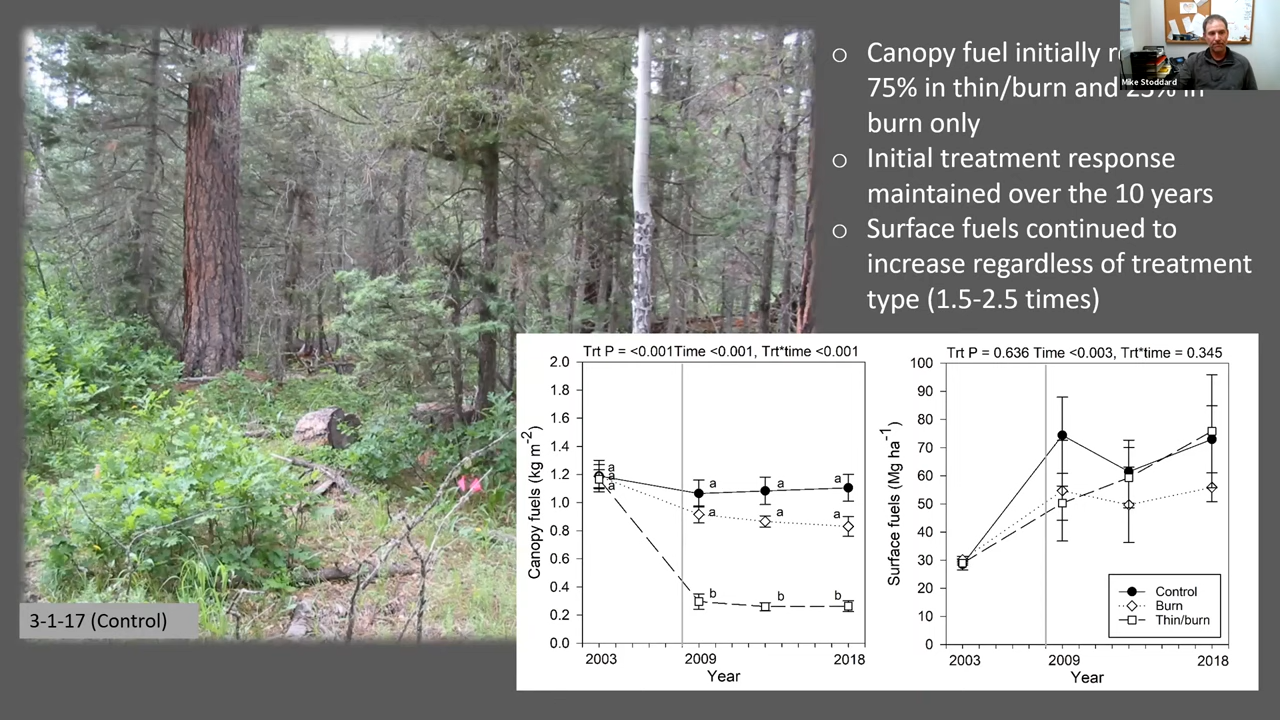 Canopy fuel initially
75% in thin/burn and 25% in
burn only
Initial treatment response
maintained over the 10 years
Surface fuels continued to
increase regardless of treatment
type (1.5-2.5 times)
Mike Stoddard
3-1-17 (Control)
Trt P = <0.001Time <0.001, Trt*time <0.001
2.0
1.8
1.6
1.4
1.2
1.0
0.8
0.6
0.4
0.2
0.0
Canopy fuels (kg m-2)
a
a
a
a
a
a
a
a
a
b
b
b
2003
2009
2018
Year
Trt P = 0.636 Time <0.003, Trt*time = 0.345
100
90
80
70
60
50
40
30
20
10
0
Surface fuels (Mg ha-1)
Control
Burn
Thin/burn
2003
2009
2018
Year